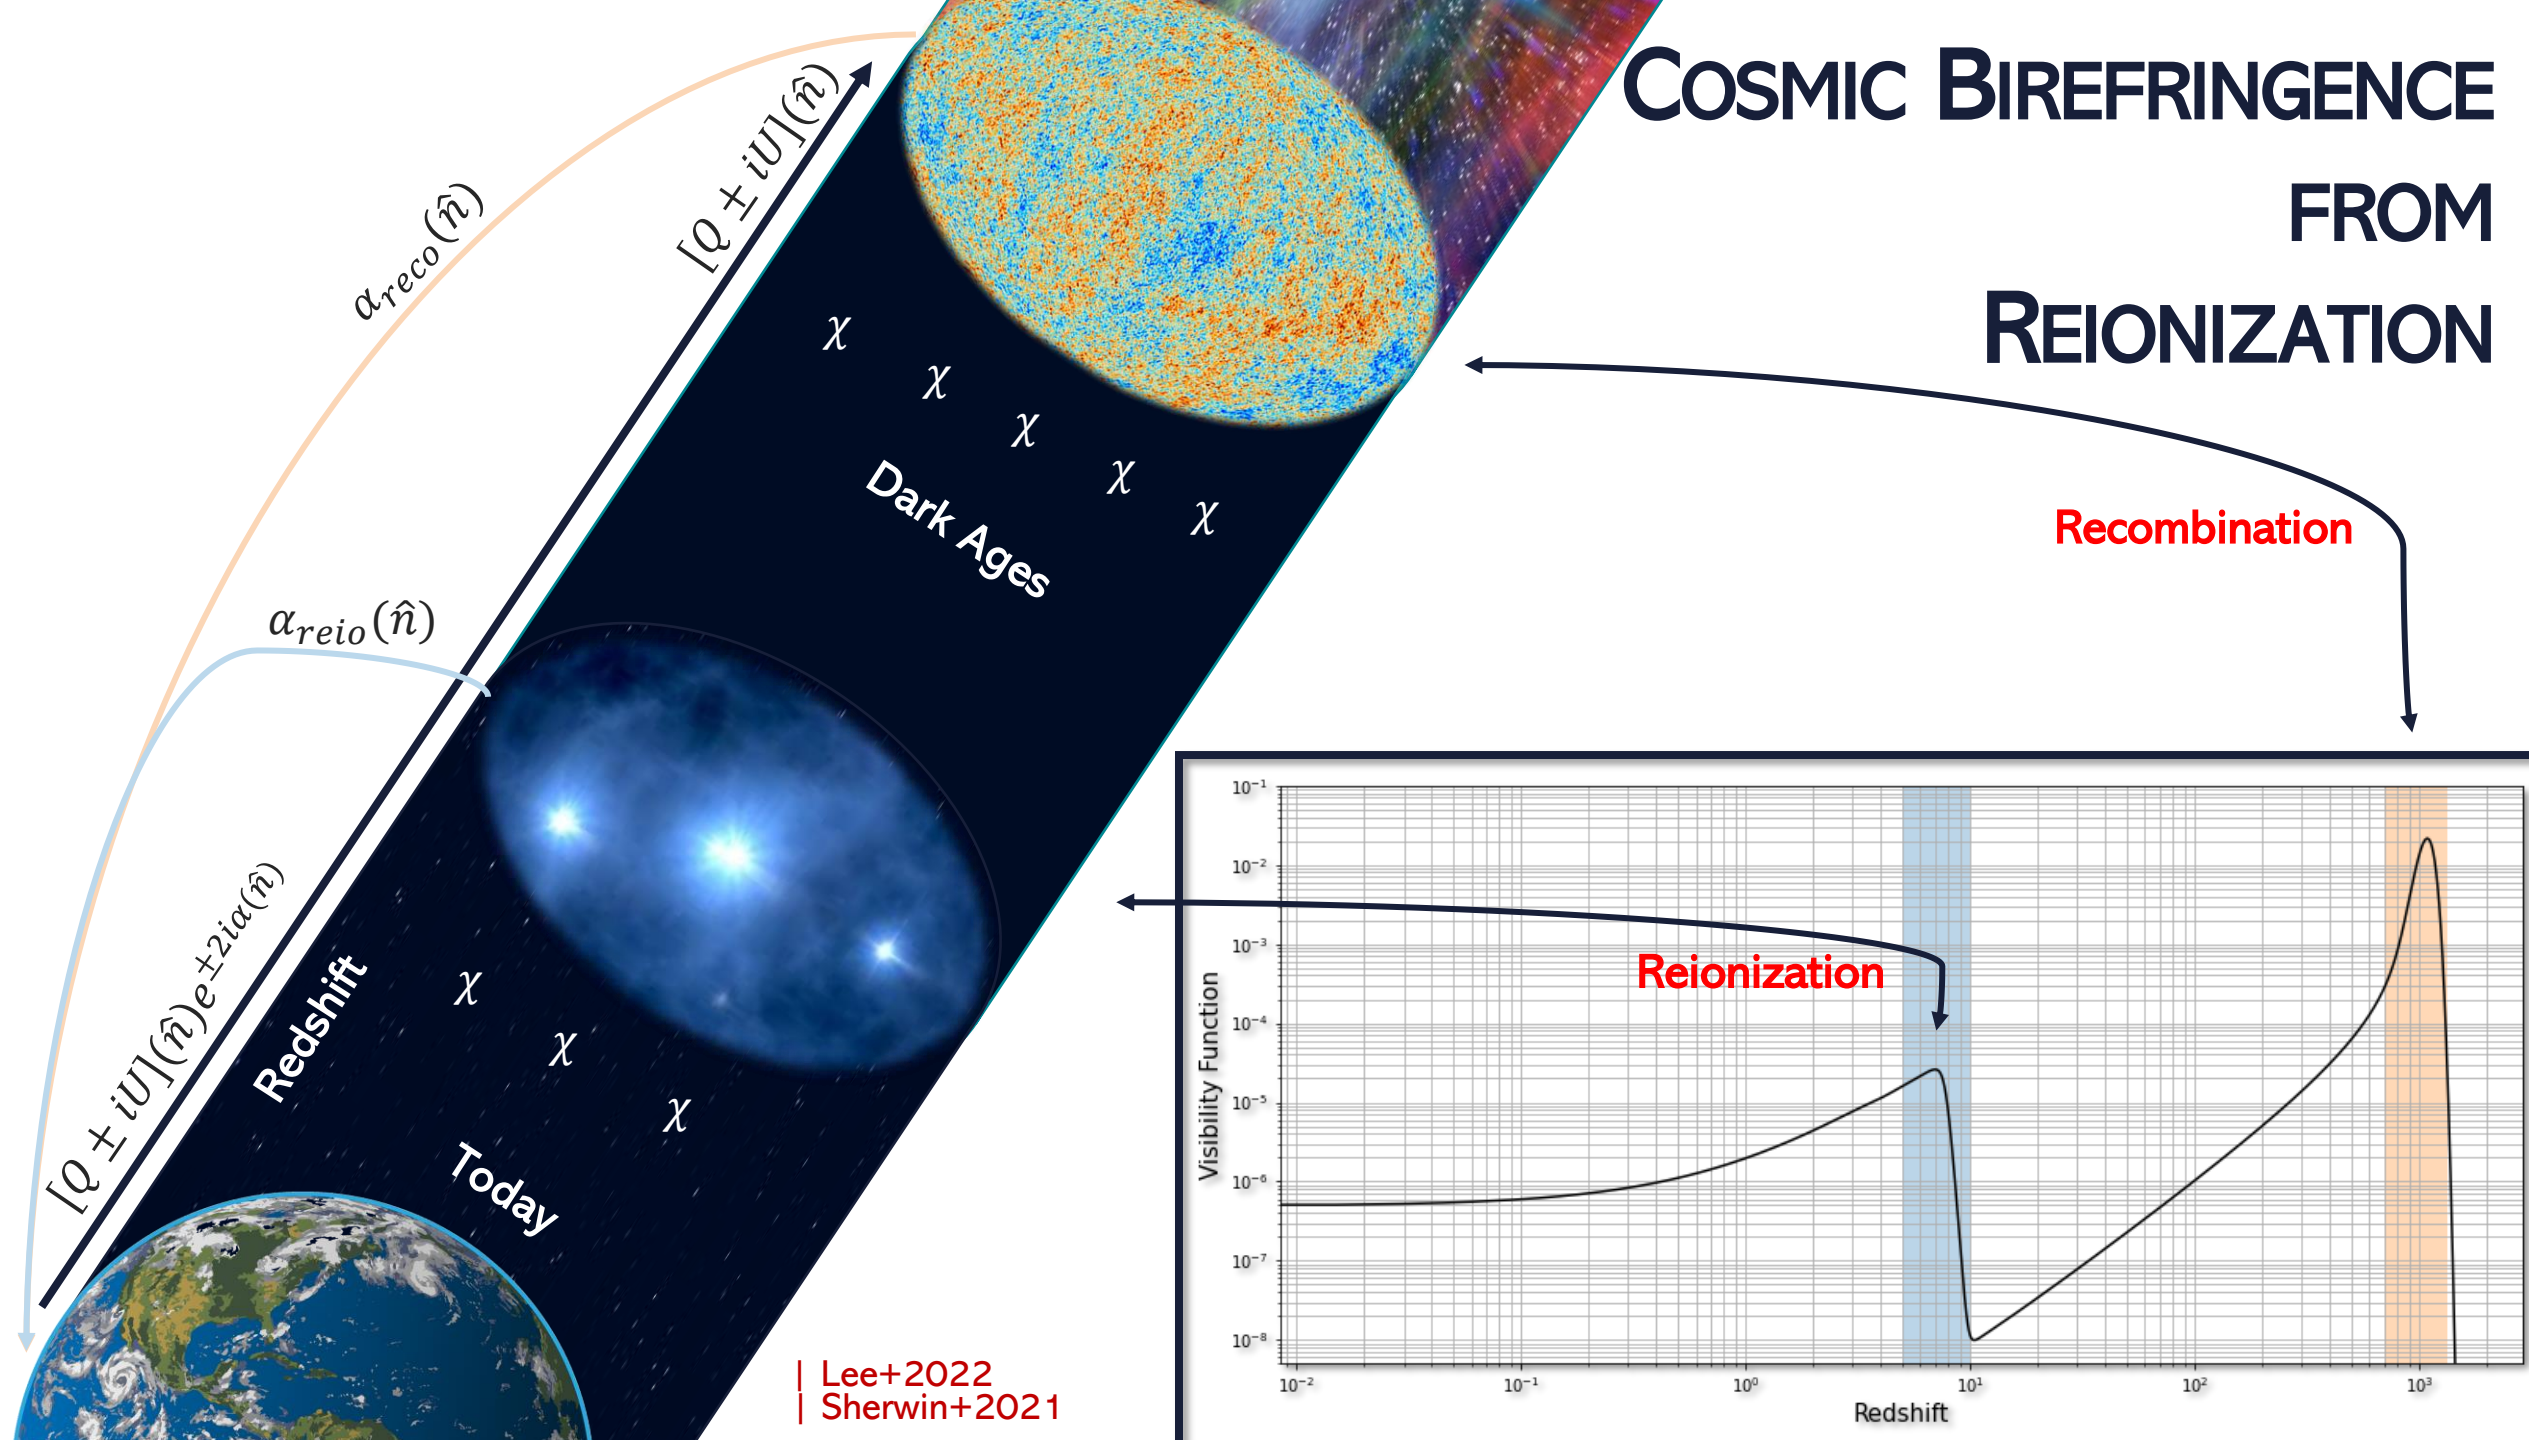 COSMIC BIREFRINGENCE
FROM
REIONIZATION
[Q ± iU](n̂)
α_reco(n̂)
χ
χ
χ
χ
χ
Dark Ages
Recombination
α_reio(n̂)
[Q ± iU](n̂)e^{±2iα(n̂)}
Redshift
χ
χ
χ
Today
Reionization
Visibility Function
10⁻¹
10⁻²
10⁻³
10⁻⁴
10⁻⁵
10⁻⁶
10⁻⁷
10⁻⁸
10⁻² 10⁻¹ 10⁰ 10¹ 10² 10³
Redshift
| Lee+2022
| Sherwin+2021